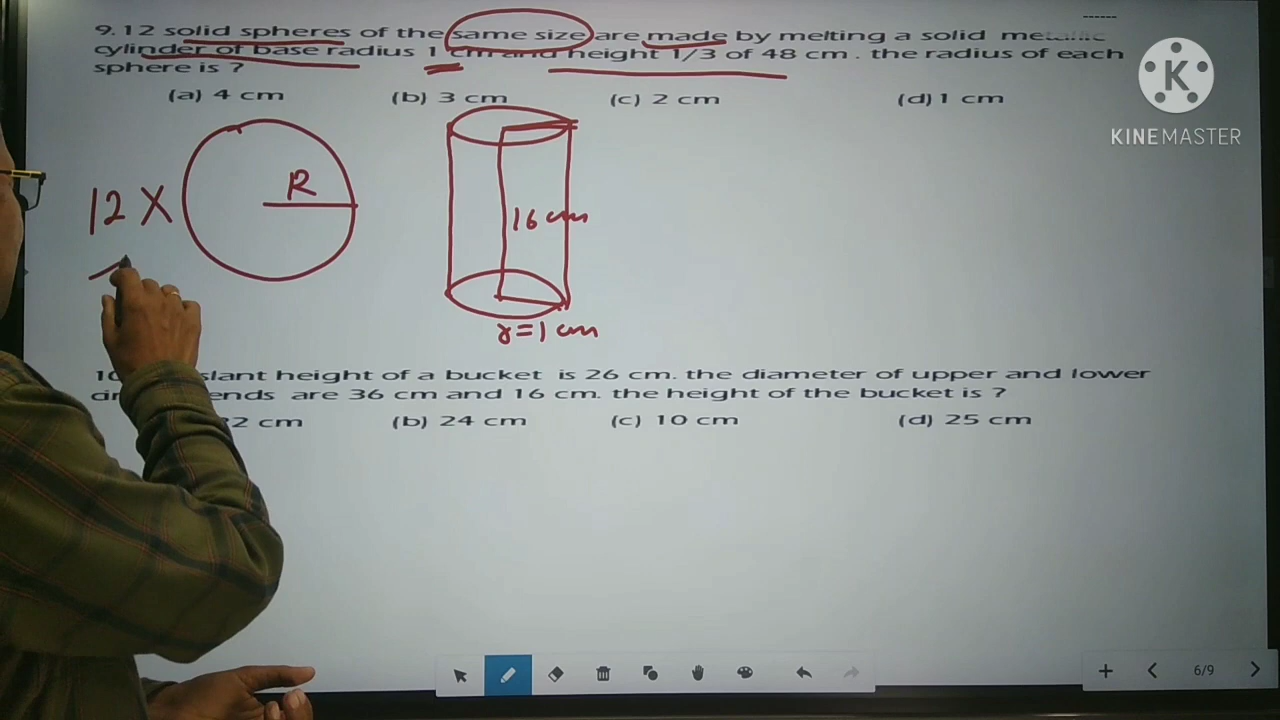 9.12 solid spheres of the same size are made by melting a solid metallic
cylinder of base radius 1 cm and height 1/3 of 48 cm . the radius of each
sphere is ?
(a) 4 cm (b) 3 cm (c) 2 cm (d) 1 cm
K
KINEMASTER
12 X R
16 cm
r=1 cm
slant height of a bucket is 26 cm. the diameter of upper and lower
ends are 36 cm and 16 cm. the height of the bucket is ?
22 cm (b) 24 cm (c) 10 cm (d) 25 cm
6/9